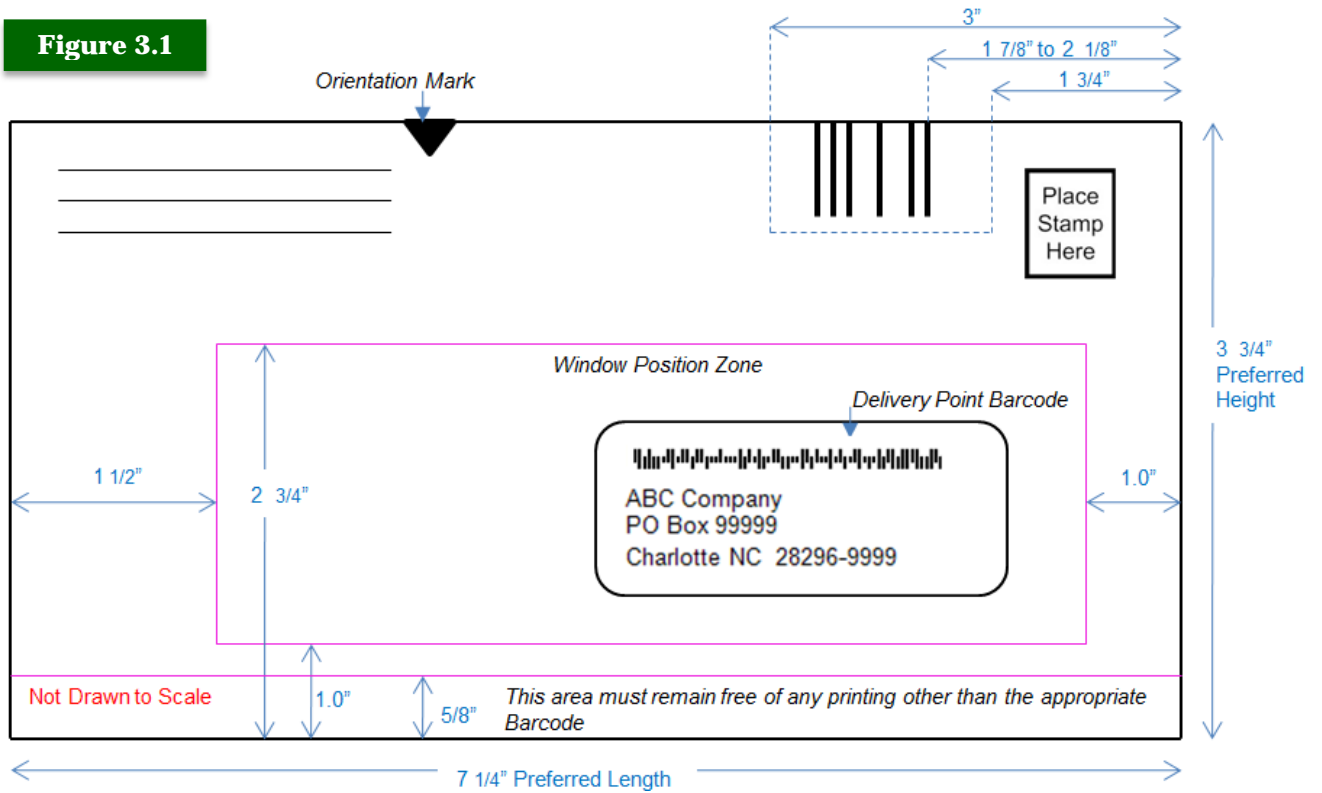 Figure 3.1
3”
1 7/8” to 2 1/8”
1 3/4”
Orientation Mark
Place
Stamp
Here
3 3/4”
Preferred
Height
Window Position Zone
Delivery Point Barcode
1 1/2”
2 3/4”
1.0”
ABC Company
PO Box 99999
Charlotte NC 28296-9999
Not Drawn to Scale
1.0”
5/8”
This area must remain free of any printing other than the appropriate
Barcode
7 1/4” Preferred Length